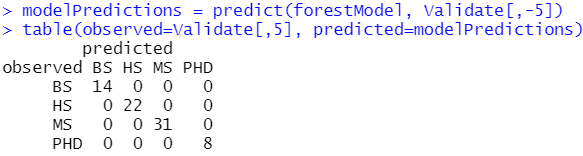 > modelPredictions = predict(forestModel, Validate[,-5])
> table(observed=Validate[,5], predicted=modelPredictions)
predicted
observed BS HS MS PHD
BS 14 0 0 0
HS 0 22 0 0
MS 0 0 31 0
PHD 0 0 0 8